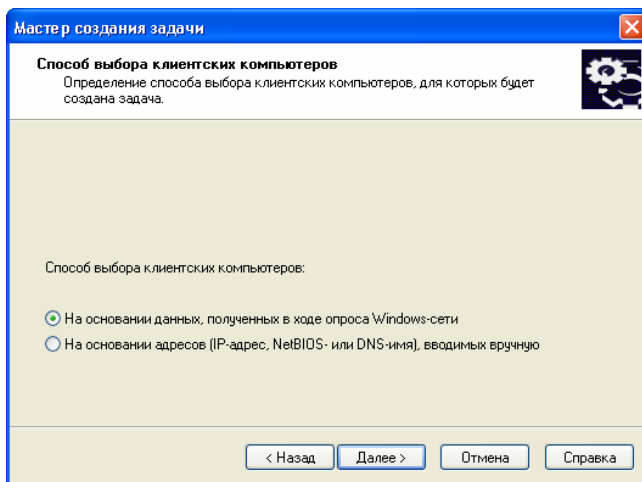 Мастер создания задачи
Способ выбора клиентских компьютеров
Определение способа выбора клиентских компьютеров, для которых будет
создана задача.
Способ выбора клиентских компьютеров:
На основании данных, полученных в ходе опроса Windows-сети
На основании адресов (IP-адрес, NetBIOS- или DNS-имя), вводимых вручную
< Назад Далее > Отмена Справка